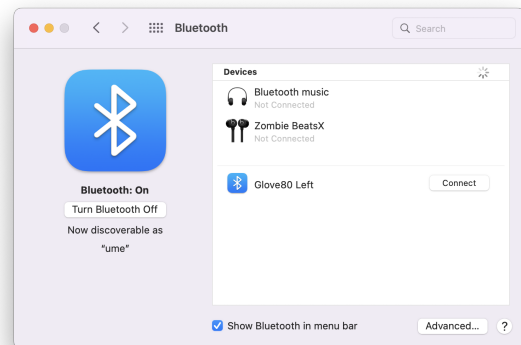 Bluetooth
Search
Bluetooth: On
Turn Bluetooth Off
Now discoverable as
“ume”
Devices
Bluetooth music
Not Connected
Zombie BeatsX
Not Connected
Glove80 Left
Connect
Show Bluetooth in menu bar
Advanced...
?